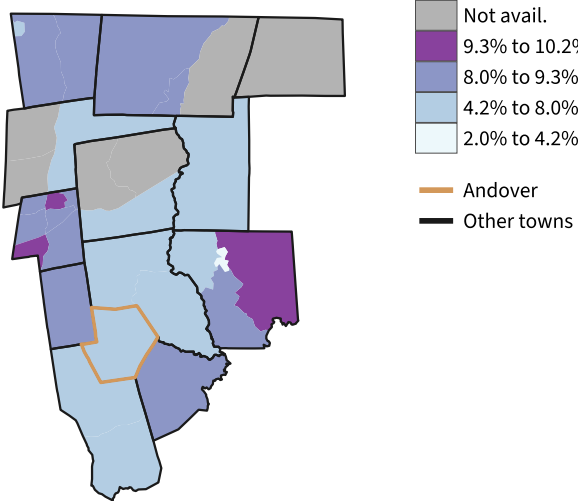 Not avail.
9.3% to 10.2%
8.0% to 9.3%
4.2% to 8.0%
2.0% to 4.2%
Andover
Other towns